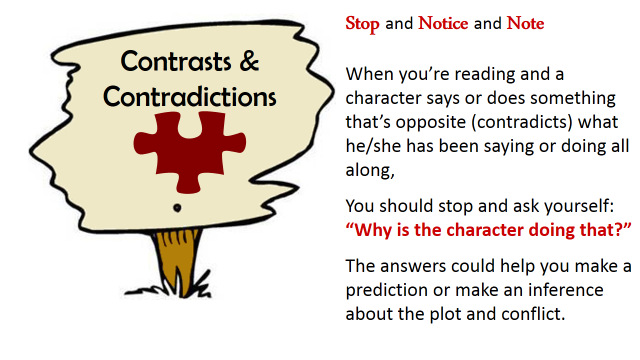 Contrasts &
Contradictions
Stop and Notice and Note
When you’re reading and a
character says or does something
that’s opposite (contradicts) what
he/she has been saying or doing all
along,
You should stop and ask yourself:
“Why is the character doing that?”
The answers could help you make a
prediction or make an inference
about the plot and conflict.